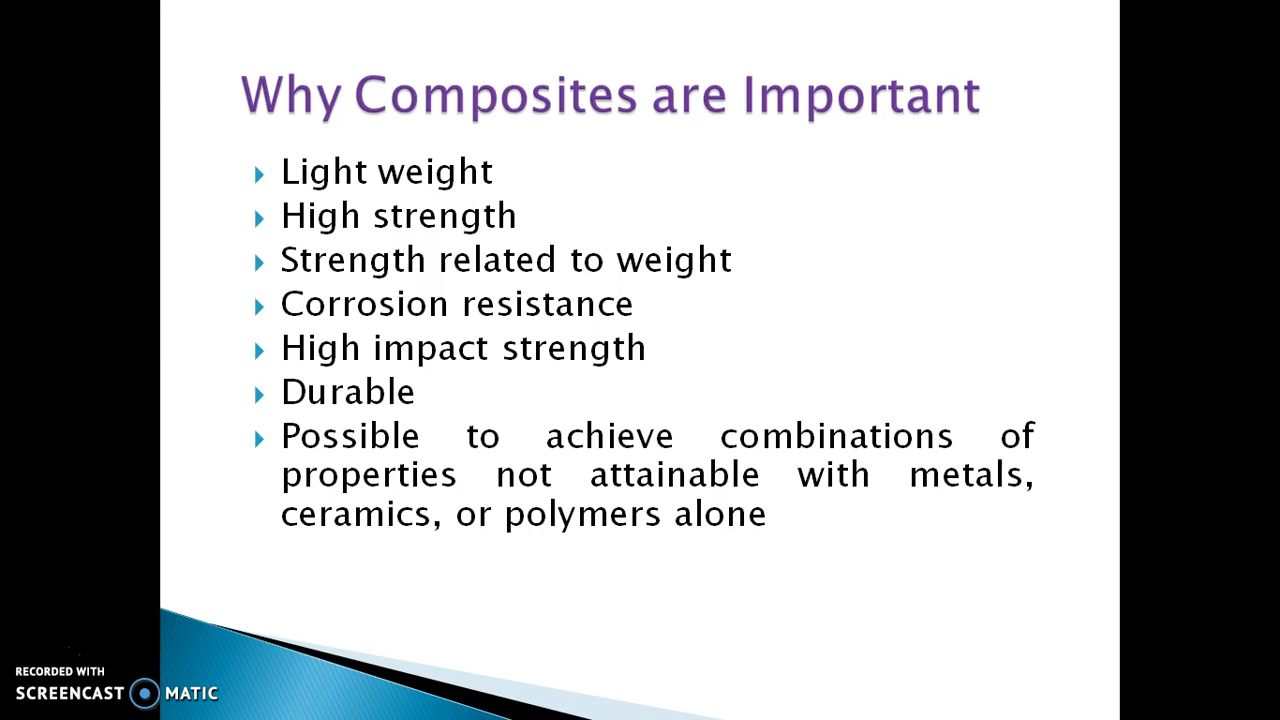 Why Composites are Important
Light weight
High strength
Strength related to weight
Corrosion resistance
High impact strength
Durable
Possible to achieve combinations of
properties not attainable with metals,
ceramics, or polymers alone
RECORDED WITH
SCREENCAST MATIC